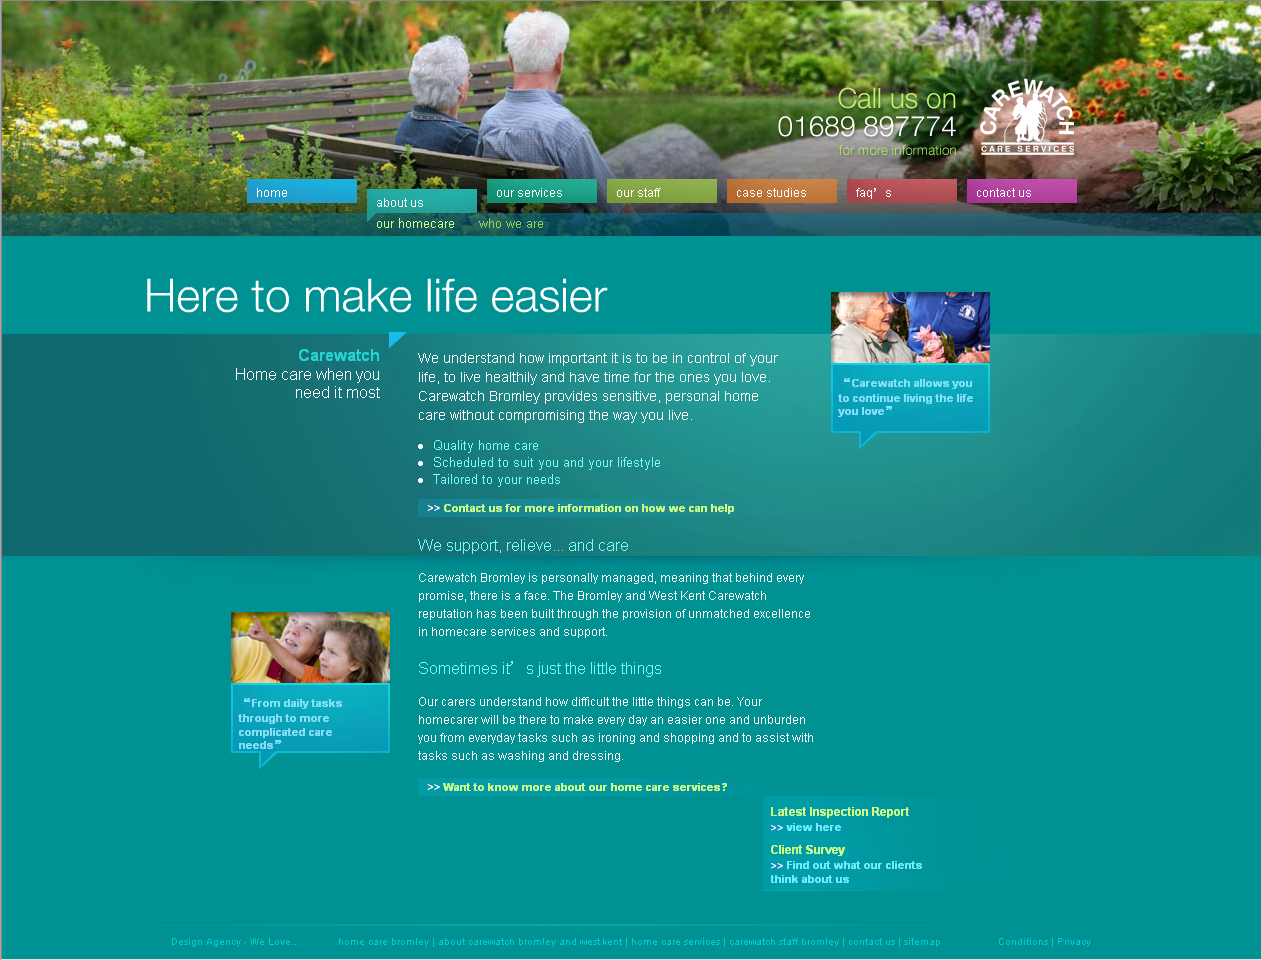 Call us on
01689 897774
for more information
CAREWATCH
CARE SERVICES
home
about us
our services
our staff
case studies
faq’s
contact us
our homecare
who we are
Here to make life easier
Carewatch
Home care when you
need it most
We understand how important it is to be in control of your
life, to live healthily and have time for the ones you love.
Carewatch Bromley provides sensitive, personal home
care without compromising the way you live.
Quality home care
Scheduled to suit you and your lifestyle
Tailored to your needs
>> Contact us for more information on how we can help
“Carewatch allows you
to continue living the life
you love”
We support, relieve... and care
Carewatch Bromley is personally managed, meaning that behind every
promise, there is a face. The Bromley and West Kent Carewatch
reputation has been built through the provision of unmatched excellence
in homecare services and support.
“From daily tasks
through to more
complicated care
needs”
Sometimes it’s just the little things
Our carers understand how difficult the little things can be. Your
homecarer will be there to make every day an easier one and unburden
you from everyday tasks such as ironing and shopping and to assist with
tasks such as washing and dressing.
>> Want to know more about our home care services?
Latest Inspection Report
>> view here
Client Survey
>> Find out what our clients
think about us
Design Agency - We Love...
home care bromley | about carewatch bromley and west kent | home care services | carewatch staff bromley | contact us | sitemap
Conditions | Privacy